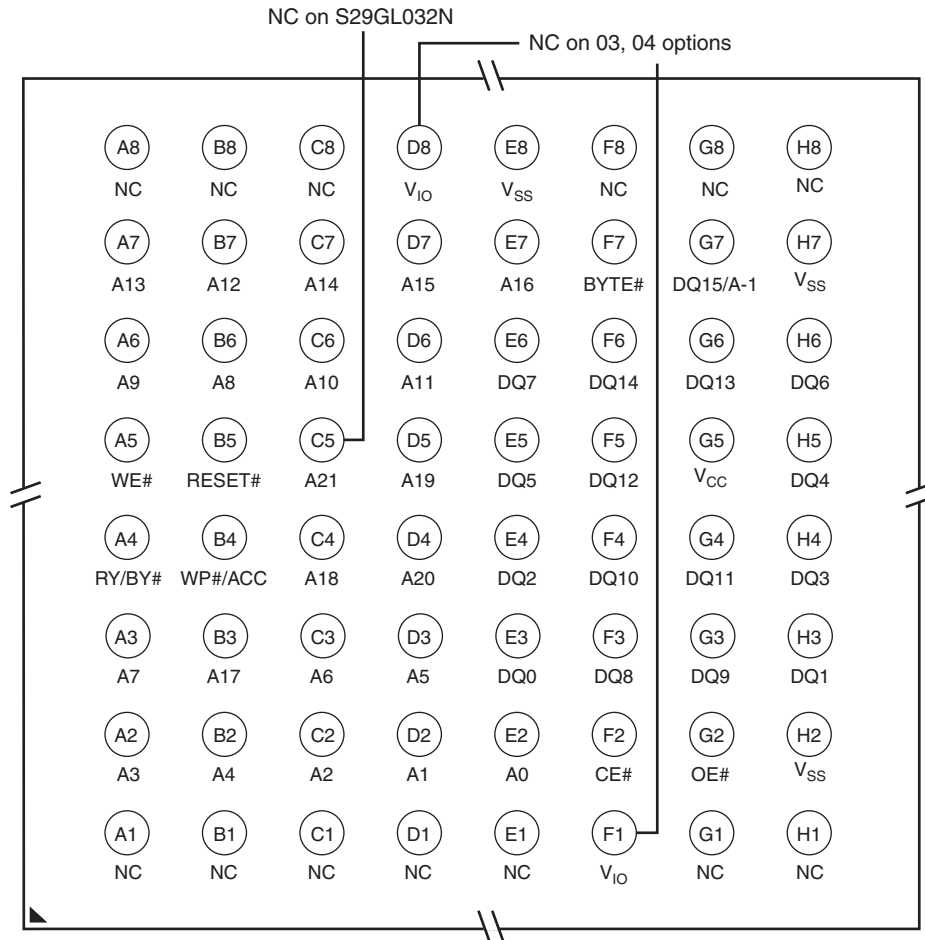 NC on S29GL032N
NC on 03, 04 options
A8 B8 C8 D8 E8 F8 G8 H8
NC NC NC VIO VSS NC NC NC
A7 B7 C7 D7 E7 F7 G7 H7
A13 A12 A14 A15 A16 BYTE# DQ15/A-1 VSS
A6 B6 C6 D6 E6 F6 G6 H6
A9 A8 A10 A11 DQ7 DQ14 DQ13 DQ6
A5 B5 C5 D5 E5 F5 G5 H5
WE# RESET# A21 A19 DQ5 DQ12 VCC DQ4
A4 B4 C4 D4 E4 F4 G4 H4
RY/BY# WP#/ACC A18 A20 DQ2 DQ10 DQ11 DQ3
A3 B3 C3 D3 E3 F3 G3 H3
A7 A17 A6 A5 DQ0 DQ8 DQ9 DQ1
A2 B2 C2 D2 E2 F2 G2 H2
A3 A4 A2 A1 A0 CE# OE# VSS
A1 B1 C1 D1 E1 F1 G1 H1
NC NC NC NC NC VIO NC NC